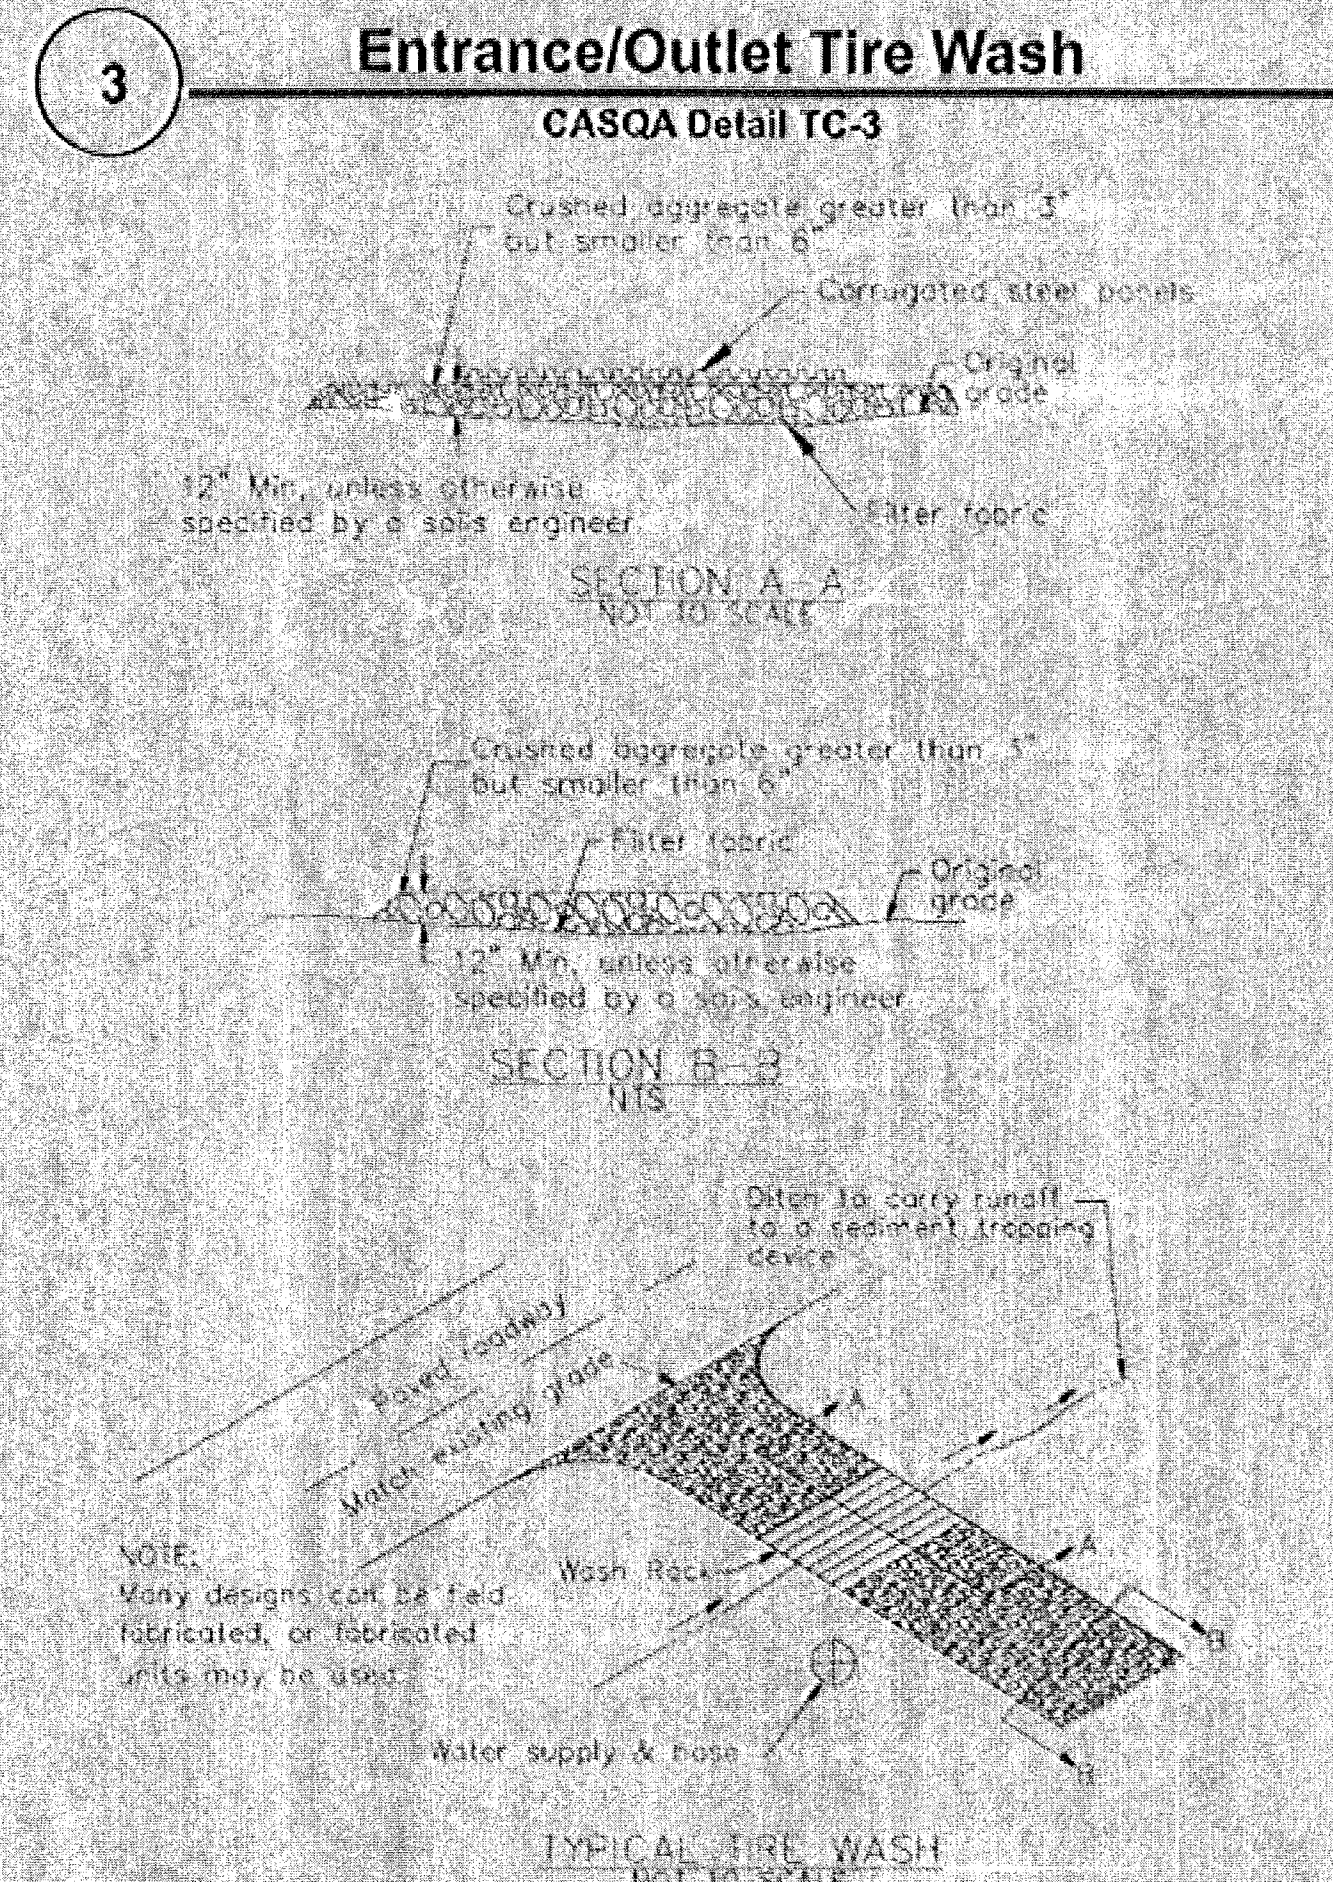 3
Entrance/Outlet Tire Wash
CASQA Detail TC-3
Crushed aggregate greater than 3"
but smaller than 6"
Corrugated steel panels
Original
grade
12" Min, unless otherwise
specified by a soils engineer
Filter fabric
SECTION A-A
NOT TO SCALE
Crushed aggregate greater than 3"
but smaller than 6"
Filter fabric
Original
grade
12" Min, unless otherwise
specified by a soils engineer
SECTION B-B
NTS
Ditch to carry runoff
to a sediment trapping
device
Paved roadway
Match existing grade
A
A
NOTE:
Many designs can be field
fabricated, or fabricated
units may be used.
Wash Rack
B
Water supply & hose
B
TYPICAL TIRE WASH
NOT TO SCALE